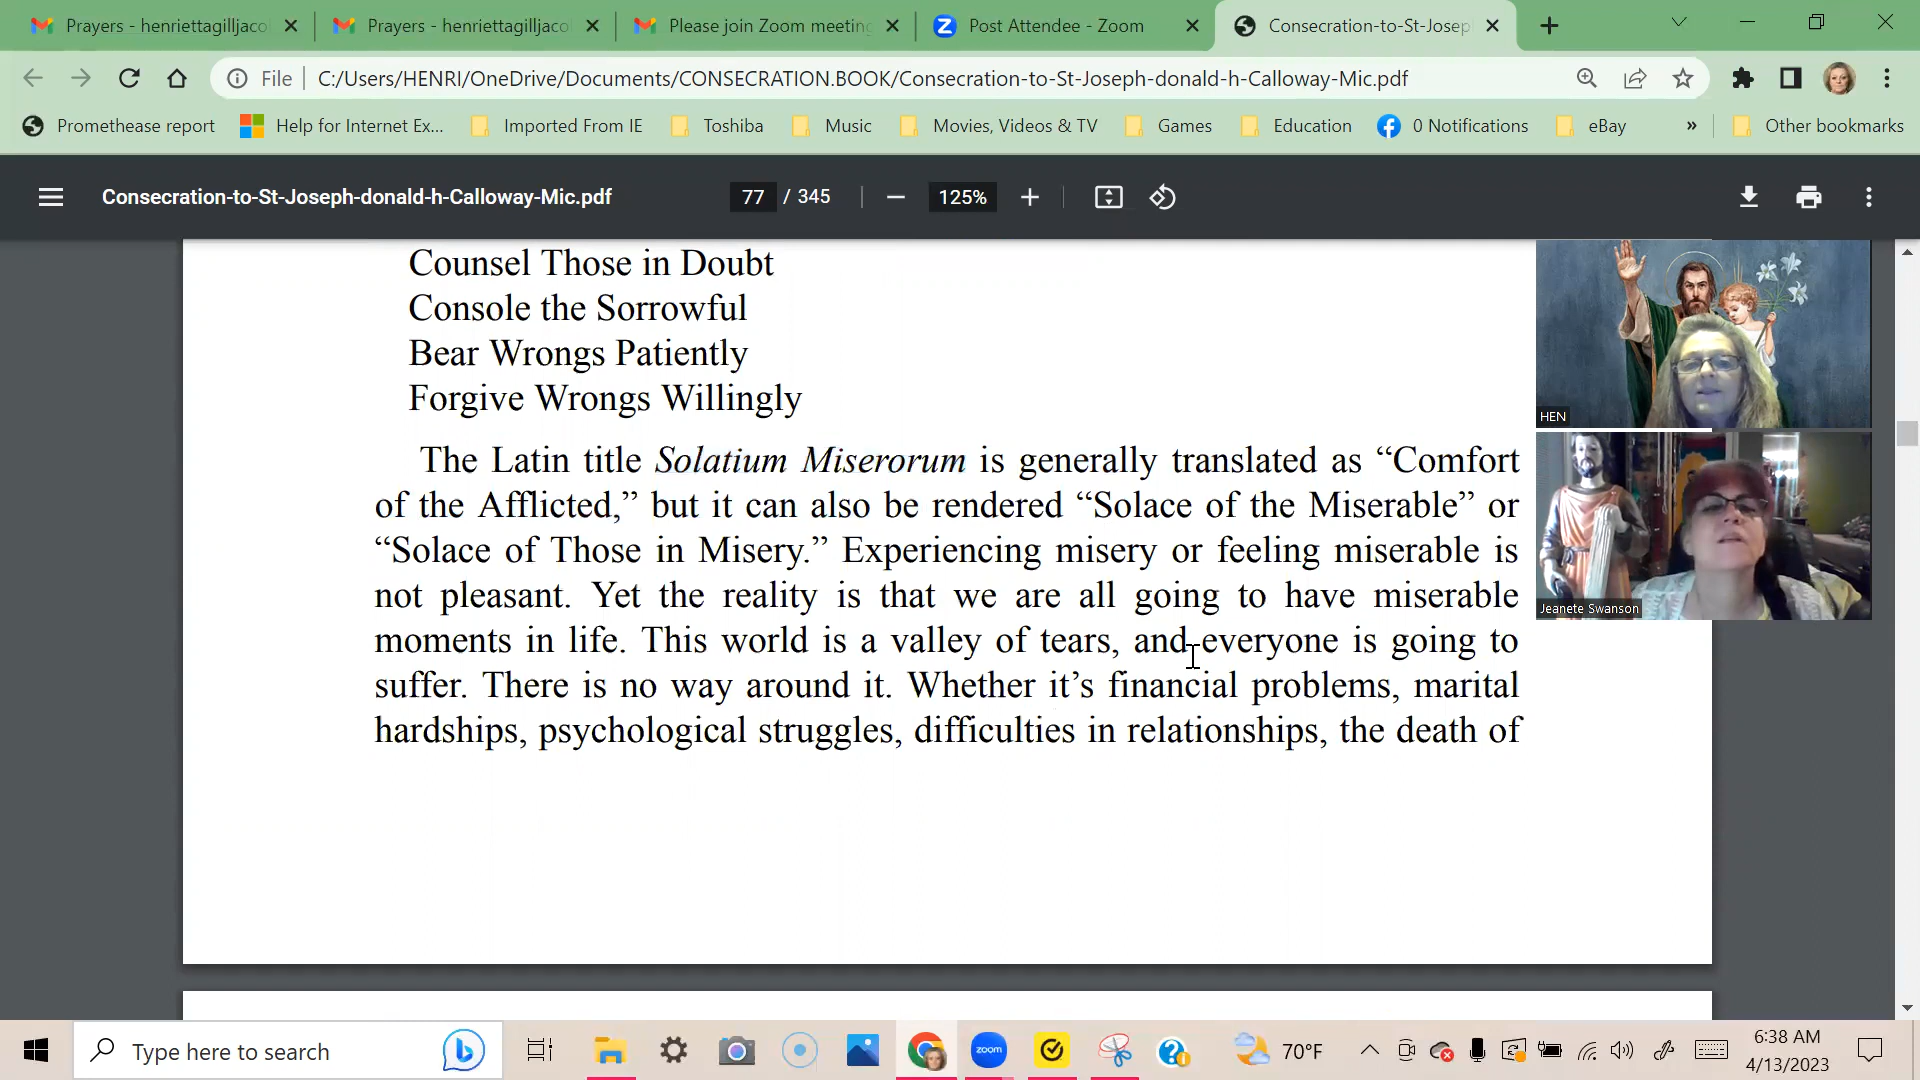 Prayers - henriettagilljaco
Prayers - henriettagilljaco
Please join Zoom meeting
Post Attendee - Zoom
Consecration-to-St-Josep
File
C:/Users/HENRI/OneDrive/Documents/CONSECRATION.BOOK/Consecration-to-St-Joseph-donald-h-Calloway-Mic.pdf
Promethease report
Help for Internet Ex...
Imported From IE
Toshiba
Music
Movies, Videos & TV
Games
Education
0 Notifications
eBay
»
Other bookmarks
Consecration-to-St-Joseph-donald-h-Calloway-Mic.pdf
77 / 345
125%
Counsel Those in Doubt
Console the Sorrowful
Bear Wrongs Patiently
Forgive Wrongs Willingly
The Latin title Solatium Miserorum is generally translated as “Comfort
of the Afflicted,” but it can also be rendered “Solace of the Miserable” or
“Solace of Those in Misery.” Experiencing misery or feeling miserable is
not pleasant. Yet the reality is that we are all going to have miserable
moments in life. This world is a valley of tears, and everyone is going to
suffer. There is no way around it. Whether it’s financial problems, marital
hardships, psychological struggles, difficulties in relationships, the death of
HEN
Jeanete Swanson
Type here to search
zoom
70°F
6:38 AM
4/13/2023